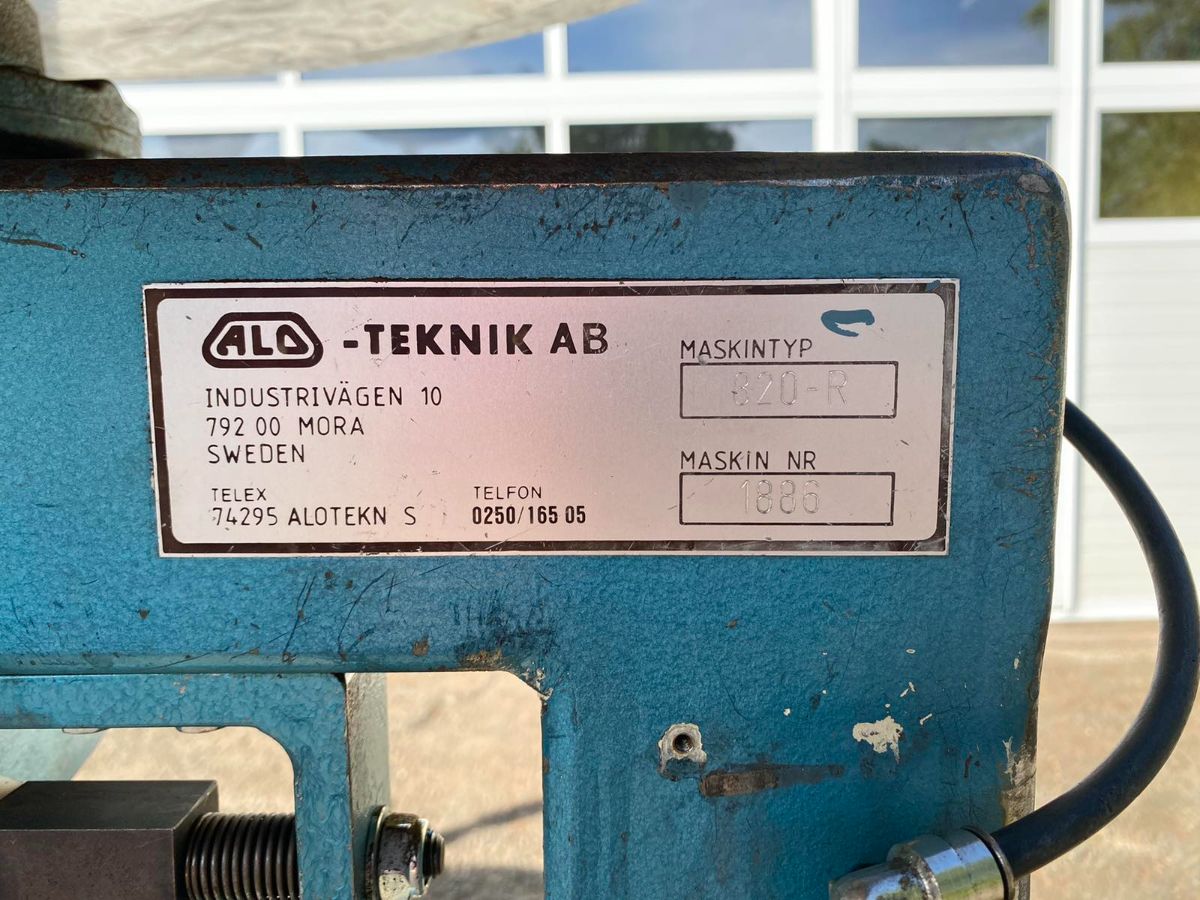 ALO -TEKNIK AB
INDUSTRIVÄGEN 10
792 00 MORA
SWEDEN
TELEX
74295 ALOTEKN S
TELFON
0250/165 05
MASKINTYP
820-R
MASKIN NR
1886